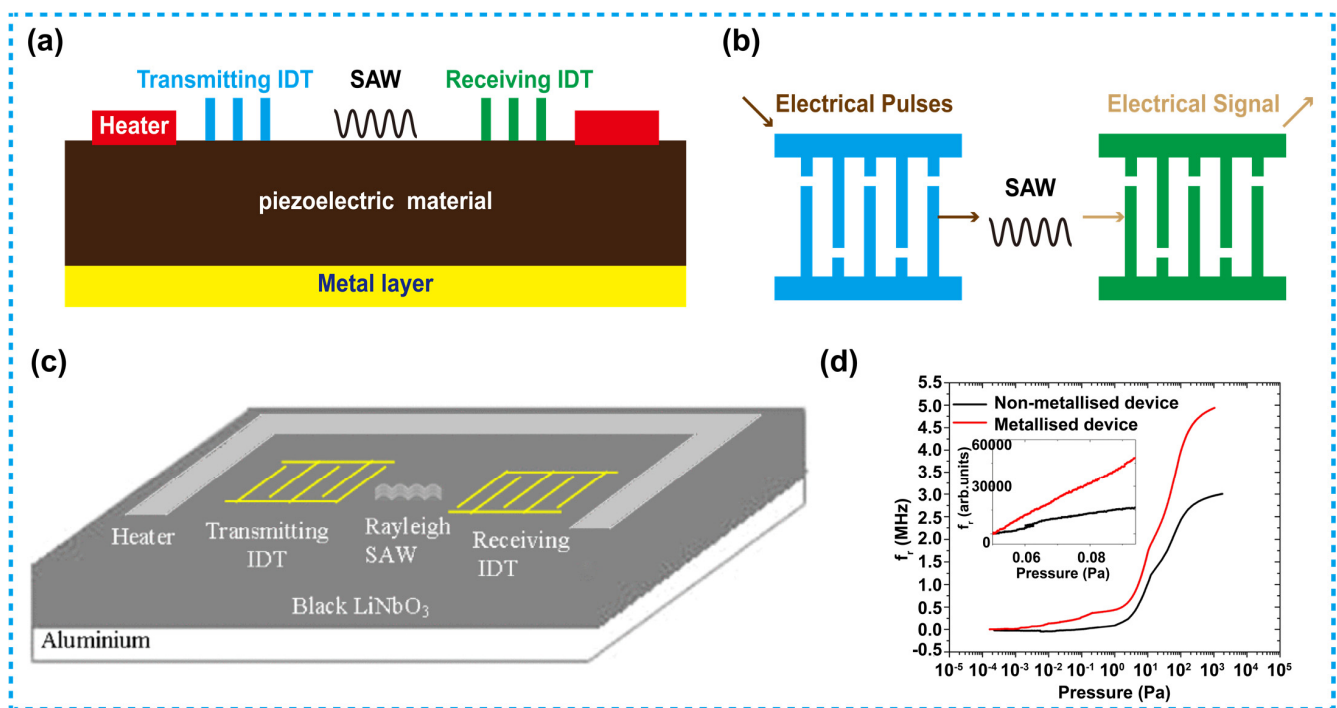 (a)
Transmitting IDT
SAW
Receiving IDT
Heater
piezoelectric material
Metal layer
(b)
Electrical Pulses
Electrical Signal
SAW
(c)
Heater
Transmitting
IDT
Rayleigh
SAW
Receiving
IDT
Black LiNbO₃
Aluminium
(d)
5.5
5.0
4.5
4.0
3.5
3.0
2.5
2.0
1.5
1.0
0.5
0.0
-0.5
fᵣ (MHz)
Non-metallised device
Metallised device
60000
30000
0
fᵣ (arb.units)
0.06 0.08
Pressure (Pa)
10⁻⁵ 10⁻⁴ 10⁻³ 10⁻² 10⁻¹ 10⁰ 10¹ 10² 10³ 10⁴ 10⁵
Pressure (Pa)